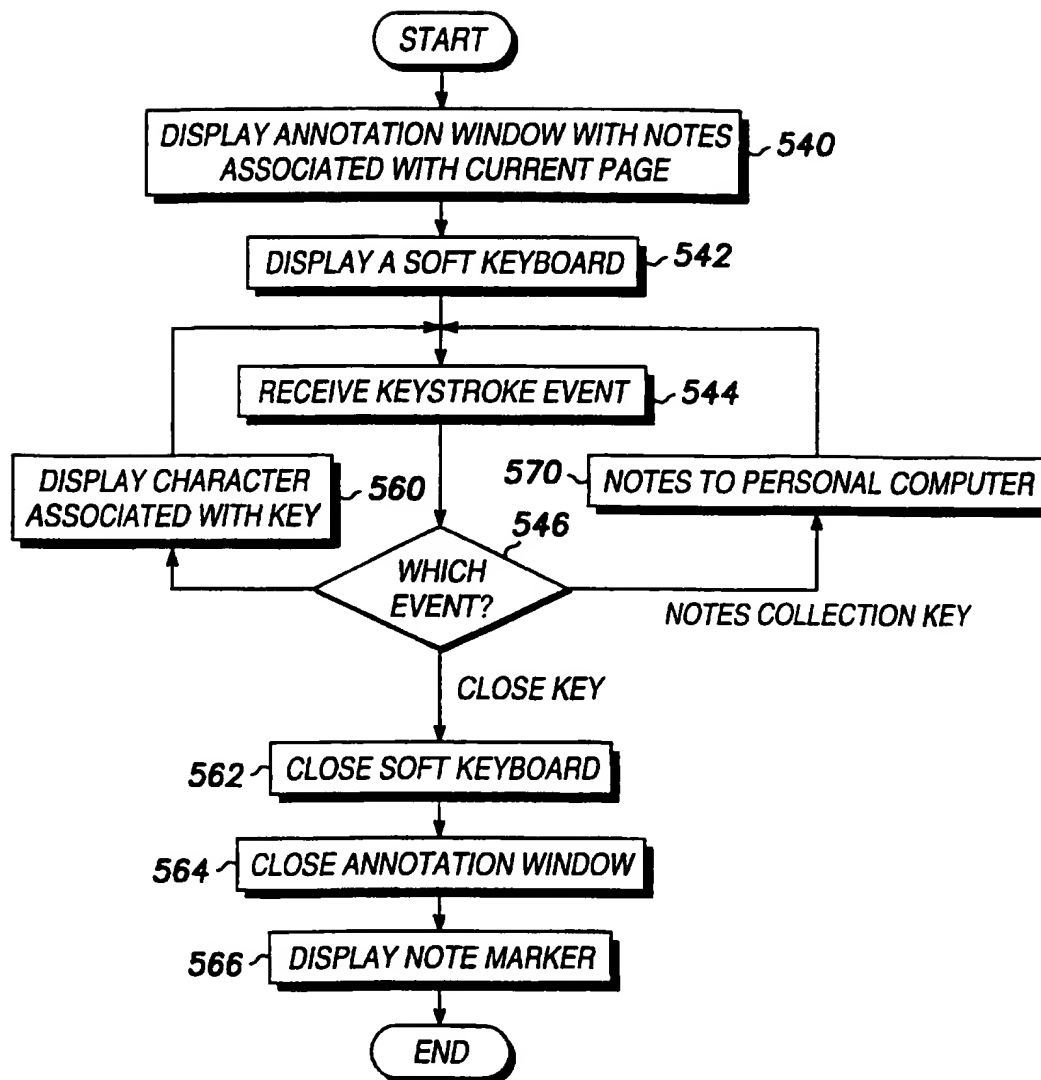 START
DISPLAY ANNOTATION WINDOW WITH NOTES
ASSOCIATED WITH CURRENT PAGE
540
DISPLAY A SOFT KEYBOARD
542
RECEIVE KEYSTROKE EVENT
544
DISPLAY CHARACTER
ASSOCIATED WITH KEY
560
570
NOTES TO PERSONAL COMPUTER
546
WHICH
EVENT?
NOTES COLLECTION KEY
CLOSE KEY
562
CLOSE SOFT KEYBOARD
564
CLOSE ANNOTATION WINDOW
566
DISPLAY NOTE MARKER
END